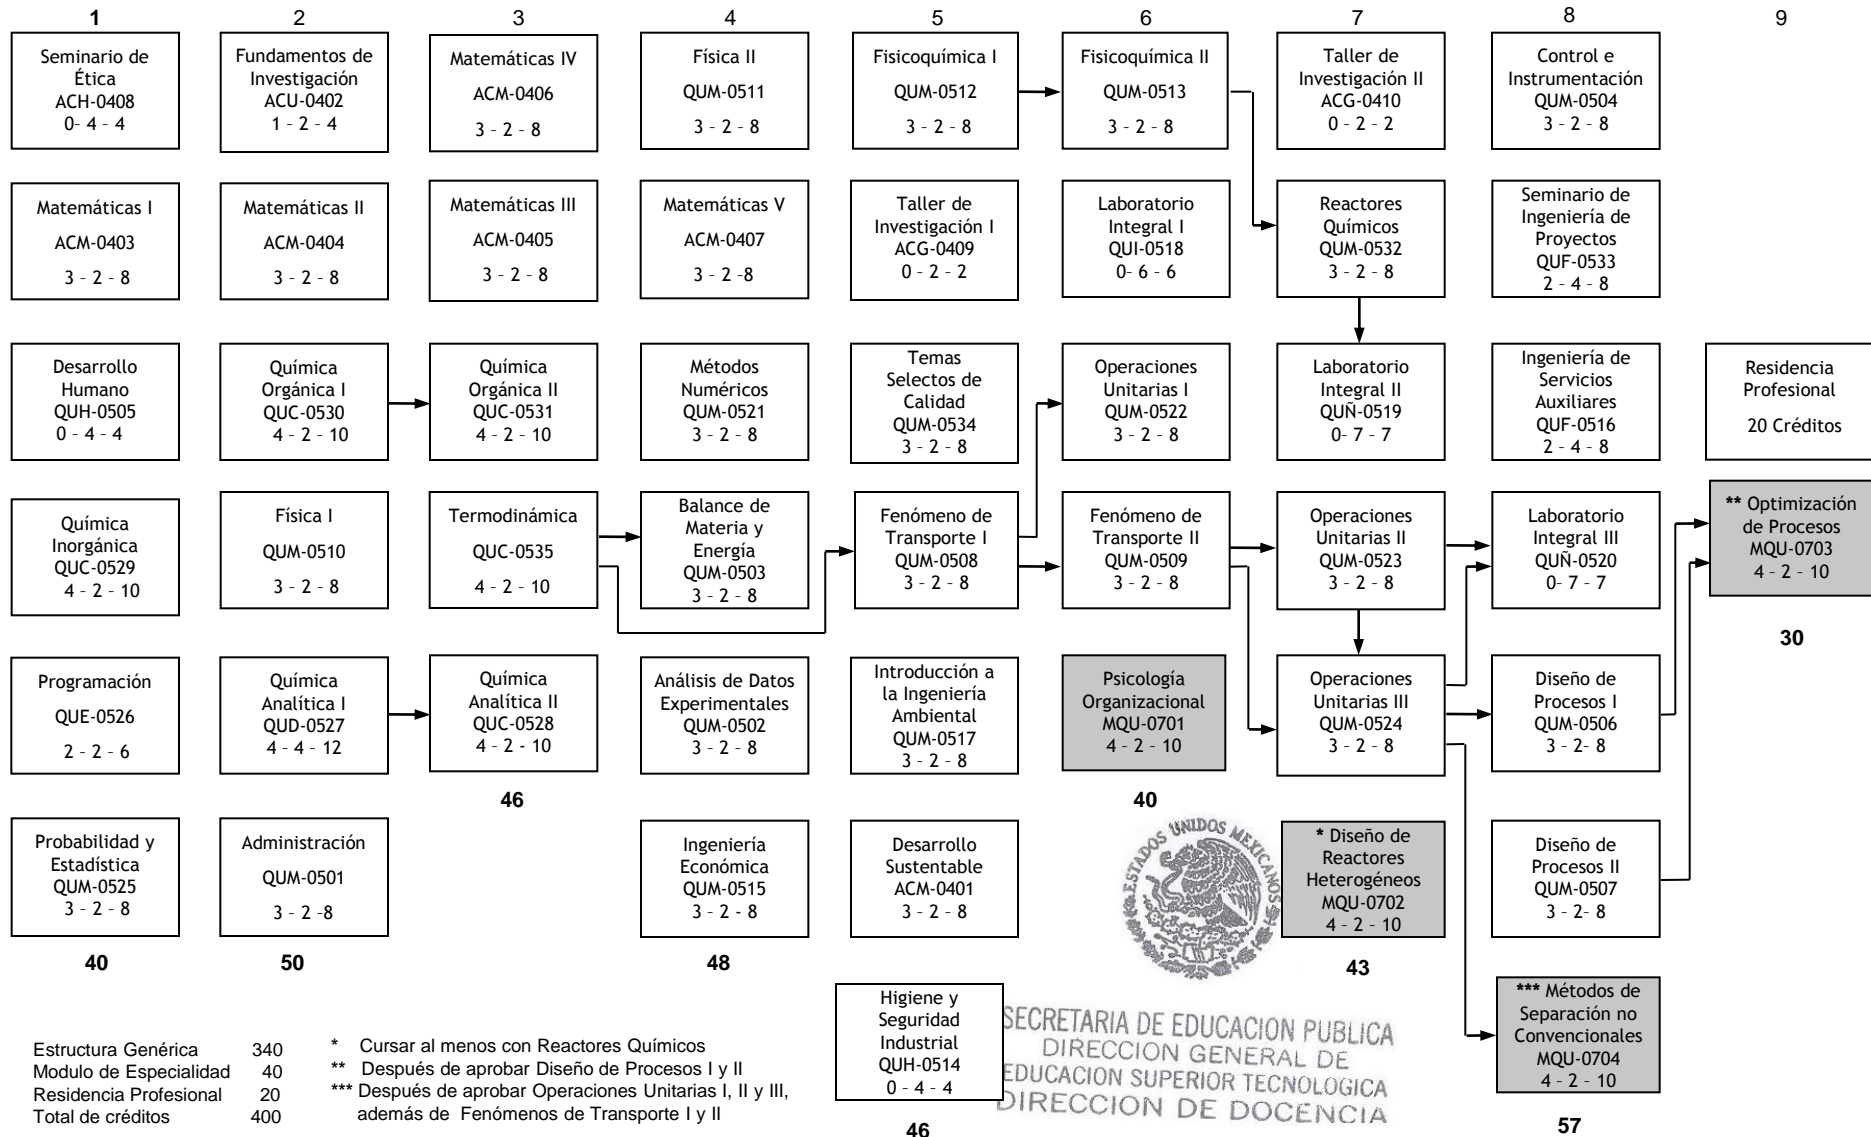 1
2
3
4
5
6
7
8
9
Seminario de
Ética
ACH-0408
0- 4 - 4
Fundamentos de
Investigación
ACU-0402
1 - 2 - 4
Matemáticas IV
ACM-0406
3 - 2 - 8
Física II
QUM-0511
3 - 2 - 8
Fisicoquímica I
QUM-0512
3 - 2 - 8
Fisicoquímica II
QUM-0513
3 - 2 - 8
Taller de
Investigación II
ACG-0410
0 - 2 - 2
Control e
Instrumentación
QUM-0504
3 - 2 - 8
Matemáticas I
ACM-0403
3 - 2 - 8
Matemáticas II
ACM-0404
3 - 2 - 8
Matemáticas III
ACM-0405
3 - 2 - 8
Matemáticas V
ACM-0407
3 - 2 -8
Taller de
Investigación I
ACG-0409
0 - 2 - 2
Laboratorio
Integral I
QUI-0518
0- 6 - 6
Reactores
Químicos
QUM-0532
3 - 2 - 8
Seminario de
Ingeniería de
Proyectos
QUF-0533
2 - 4 - 8
Desarrollo
Humano
QUH-0505
0 - 4 - 4
Química
Orgánica I
QUC-0530
4 - 2 - 10
Química
Orgánica II
QUC-0531
4 - 2 - 10
Métodos
Numéricos
QUM-0521
3 - 2 - 8
Temas
Selectos de
Calidad
QUM-0534
3 - 2 - 8
Operaciones
Unitarias I
QUM-0522
3 - 2 - 8
Laboratorio
Integral II
QUÑ-0519
0- 7 - 7
Ingeniería de
Servicios
Auxiliares
QUF-0516
2 - 4 - 8
Residencia
Profesional
20 Créditos
Química
Inorgánica
QUC-0529
4 - 2 - 10
Física I
QUM-0510
3 - 2 - 8
Termodinámica
QUC-0535
4 - 2 - 10
Balance de
Materia y
Energía
QUM-0503
3 - 2 - 8
Fenómeno de
Transporte I
QUM-0508
3 - 2 - 8
Fenómeno de
Transporte II
QUM-0509
3 - 2 - 8
Operaciones
Unitarias II
QUM-0523
3 - 2 - 8
Laboratorio
Integral III
QUÑ-0520
0- 7 - 7
** Optimización
de Procesos
MQU-0703
4 - 2 - 10
30
Programación
QUE-0526
2 - 2 - 6
Química
Analítica I
QUD-0527
4 - 4 - 12
Química
Analítica II
QUC-0528
4 - 2 - 10
46
Análisis de Datos
Experimentales
QUM-0502
3 - 2 - 8
Introducción a
la Ingeniería
Ambiental
QUM-0517
3 - 2 - 8
Psicología
Organizacional
MQU-0701
4 - 2 - 10
40
Operaciones
Unitarias III
QUM-0524
3 - 2 - 8
Diseño de
Procesos I
QUM-0506
3 - 2- 8
Probabilidad y
Estadística
QUM-0525
3 - 2 - 8
40
Administración
QUM-0501
3 - 2 -8
50
Ingeniería
Económica
QUM-0515
3 - 2 - 8
48
Desarrollo
Sustentable
ACM-0401
3 - 2 - 8
ESTADOS UNIDOS MEXICANOS
* Diseño de
Reactores
Heterogéneos
MQU-0702
4 - 2 - 10
43
Diseño de
Procesos II
QUM-0507
3 - 2- 8
Higiene y
Seguridad
Industrial
QUH-0514
0 - 4 - 4
46
SECRETARIA DE EDUCACION PUBLICA
DIRECCION GENERAL DE
EDUCACION SUPERIOR TECNOLOGICA
DIRECCION DE DOCENCIA
*** Métodos de
Separación no
Convencionales
MQU-0704
4 - 2 - 10
57
Estructura Genérica 340
Modulo de Especialidad 40
Residencia Profesional 20
Total de créditos 400
* Cursar al menos con Reactores Químicos
** Después de aprobar Diseño de Procesos I y II
*** Después de aprobar Operaciones Unitarias I, II y III,
además de Fenómenos de Transporte I y II